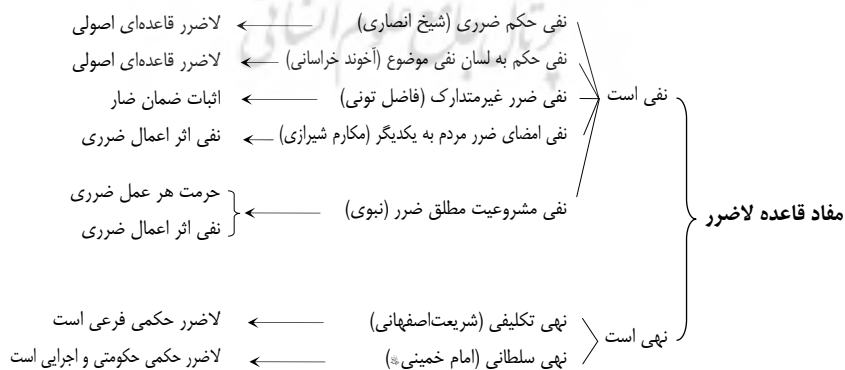 پرتال جامع علوم انسانی
نفی حکم ضرری (شیخ انصاری) لاضرر قاعده‌ای اصولی
نفی حکم به لسان نفی موضوع (آخوند خراسانی) لاضرر قاعده‌ای اصولی
نفی است نفی ضرر غیرمتدارک (فاضل تونی) اثبات ضمان ضار
نفی امضای ضرر مردم به یکدیگر (مکارم شیرازی) نفی اثر اعمال ضرری
نفی مشروعیت مطلق ضرر (نبوی) حرمت هر عمل ضرری
نفی اثر اعمال ضرری
مفاد قاعده لاضرر
نهی است نهی تکلیفی (شریعت‌اصفهانی) لاضرر حکمی فرعی است
نهی سلطانی (امام خمینی) لاضرر حکمی حکومتی و اجرایی است